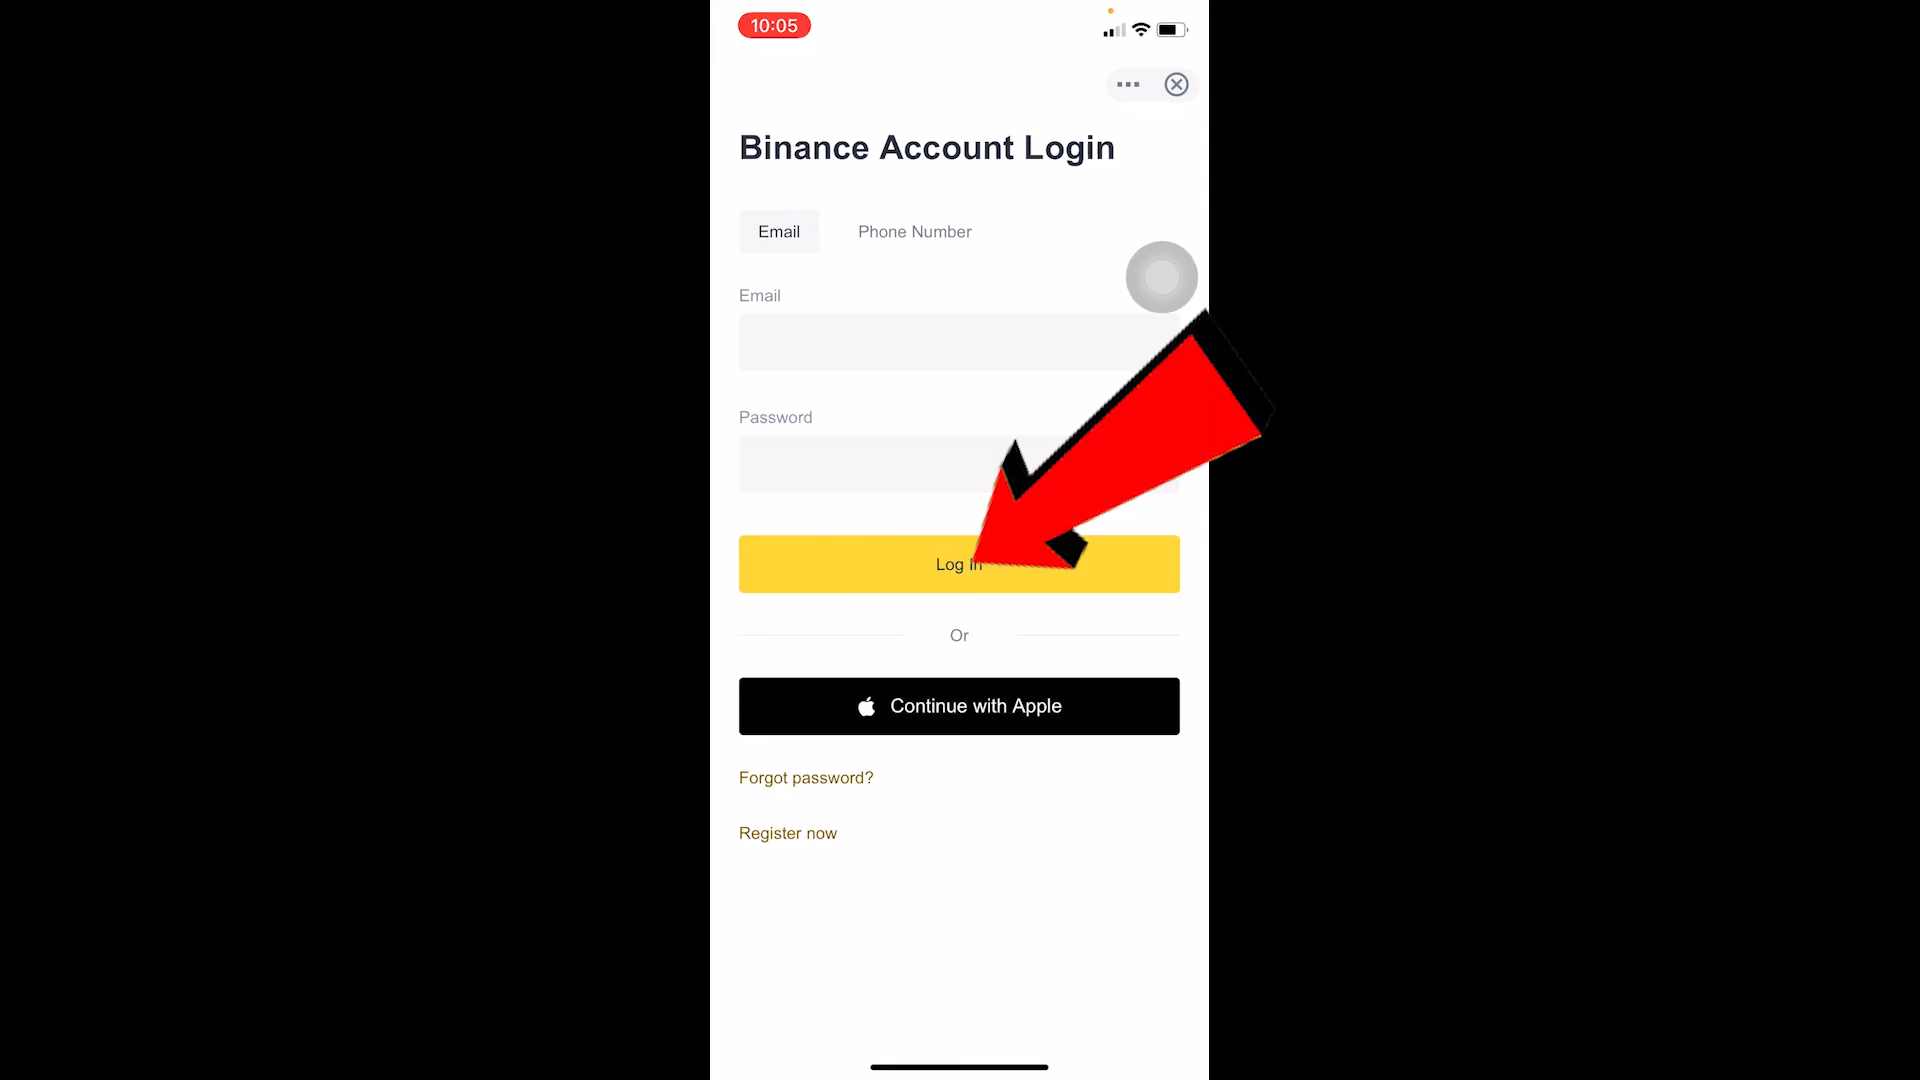 10:05
Binance Account Login
Email Phone Number
Email
Password
Log In
Or
Continue with Apple
Forgot password?
Register now